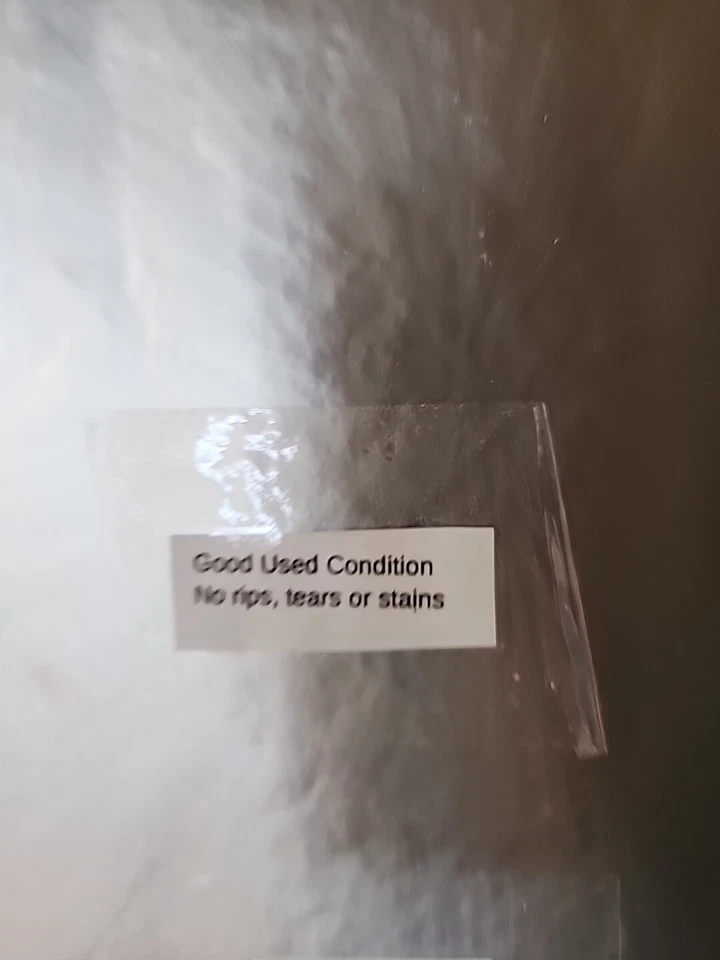 Good Used Condition
No rips, tears or stains